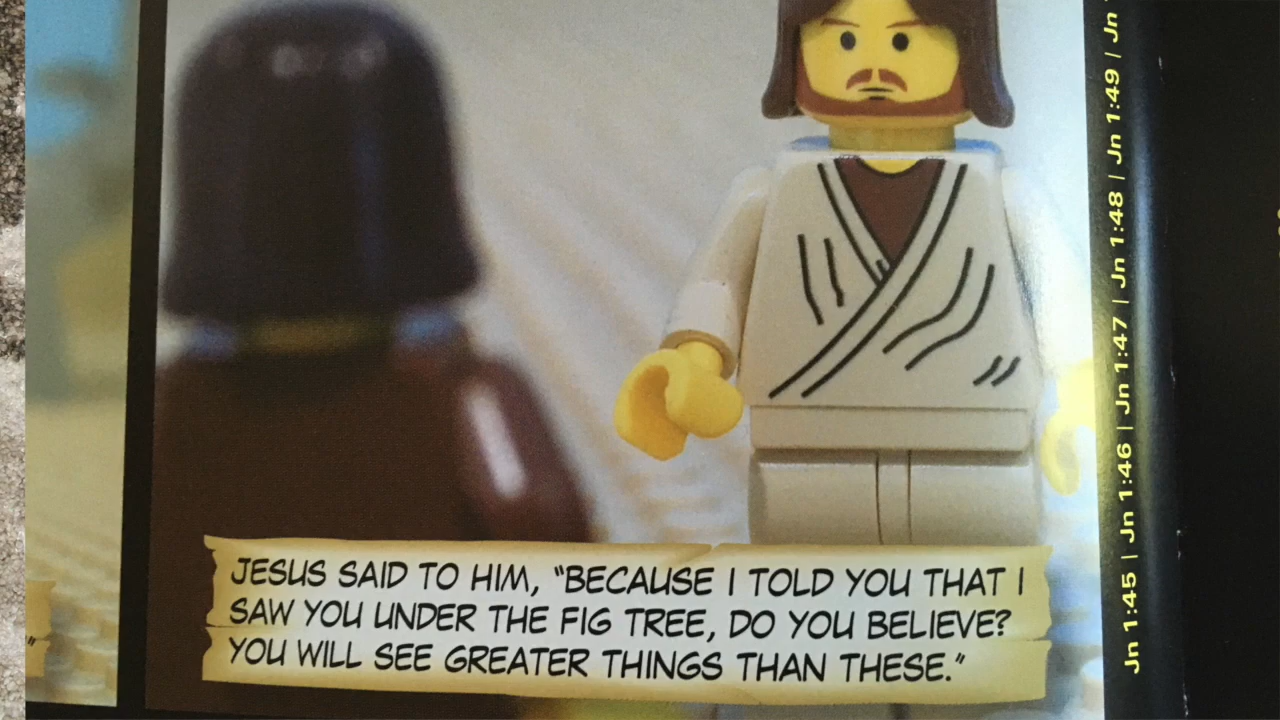 JESUS SAID TO HIM, “BECAUSE I TOLD YOU THAT I
SAW YOU UNDER THE FIG TREE, DO YOU BELIEVE?
YOU WILL SEE GREATER THINGS THAN THESE.”
Jn 1:45 | Jn 1:46 | Jn 1:47 | Jn 1:48 | Jn 1:49 | Jn